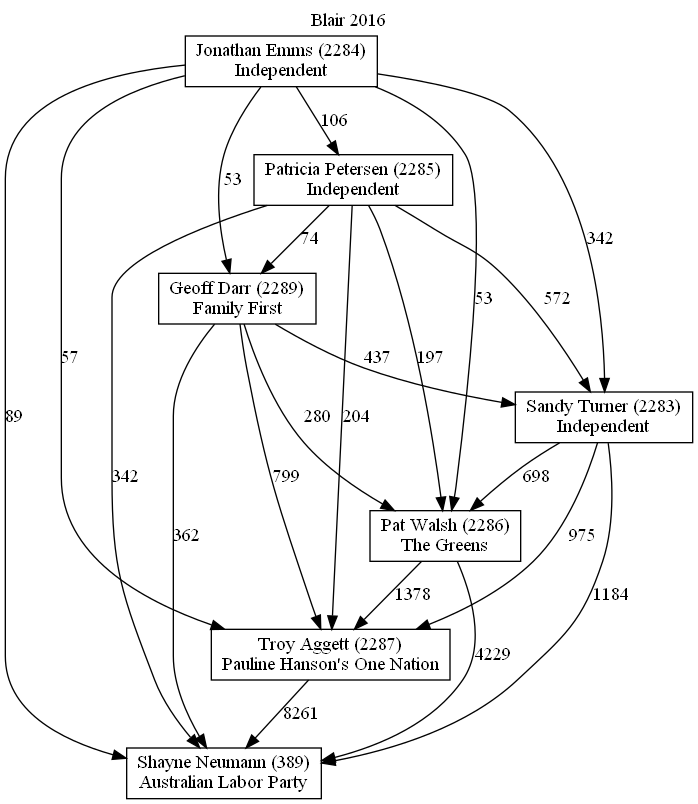 Blair 2016
Jonathan Emms (2284)
Independent
106
Patricia Petersen (2285)
Independent
53
74
342
Geoff Darr (2289)
Family First
53
572
57
437
197
89
280
204
Sandy Turner (2283)
Independent
342
799
698
362
Pat Walsh (2286)
The Greens
975
1378
1184
Troy Aggett (2287)
Pauline Hanson's One Nation
4229
8261
Shayne Neumann (389)
Australian Labor Party